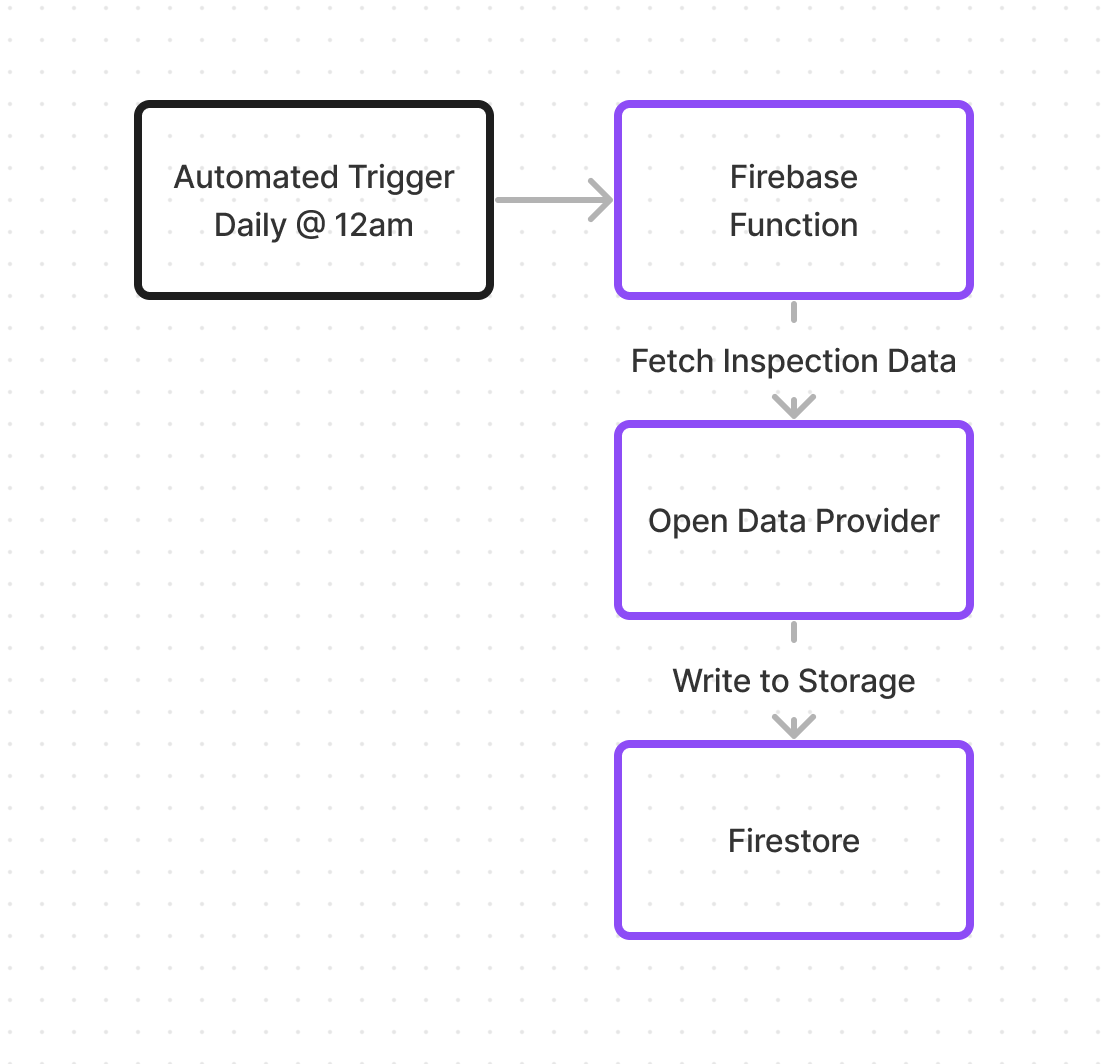 Automated Trigger
Daily @ 12am
Firebase
Function
Fetch Inspection Data
Open Data Provider
Write to Storage
Firestore